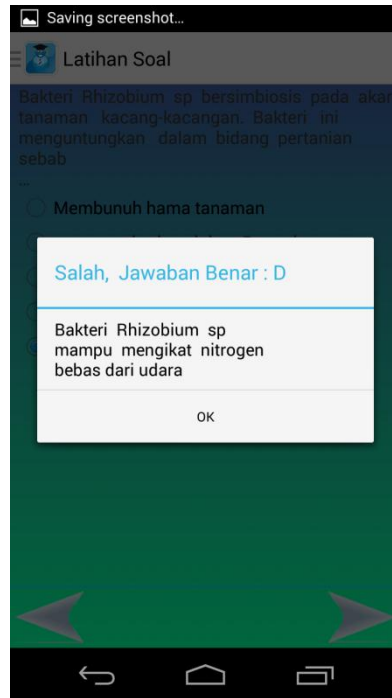 Saving screenshot...
Latihan Soal
Bakteri Rhizobium sp bersimbiosis pada akar
tanaman kacang-kacangan. Bakteri ini
menguntungkan dalam bidang pertanian
sebab
...
Membunuh hama tanaman
Salah, Jawaban Benar : D
Bakteri Rhizobium sp
mampu mengikat nitrogen
bebas dari udara
OK